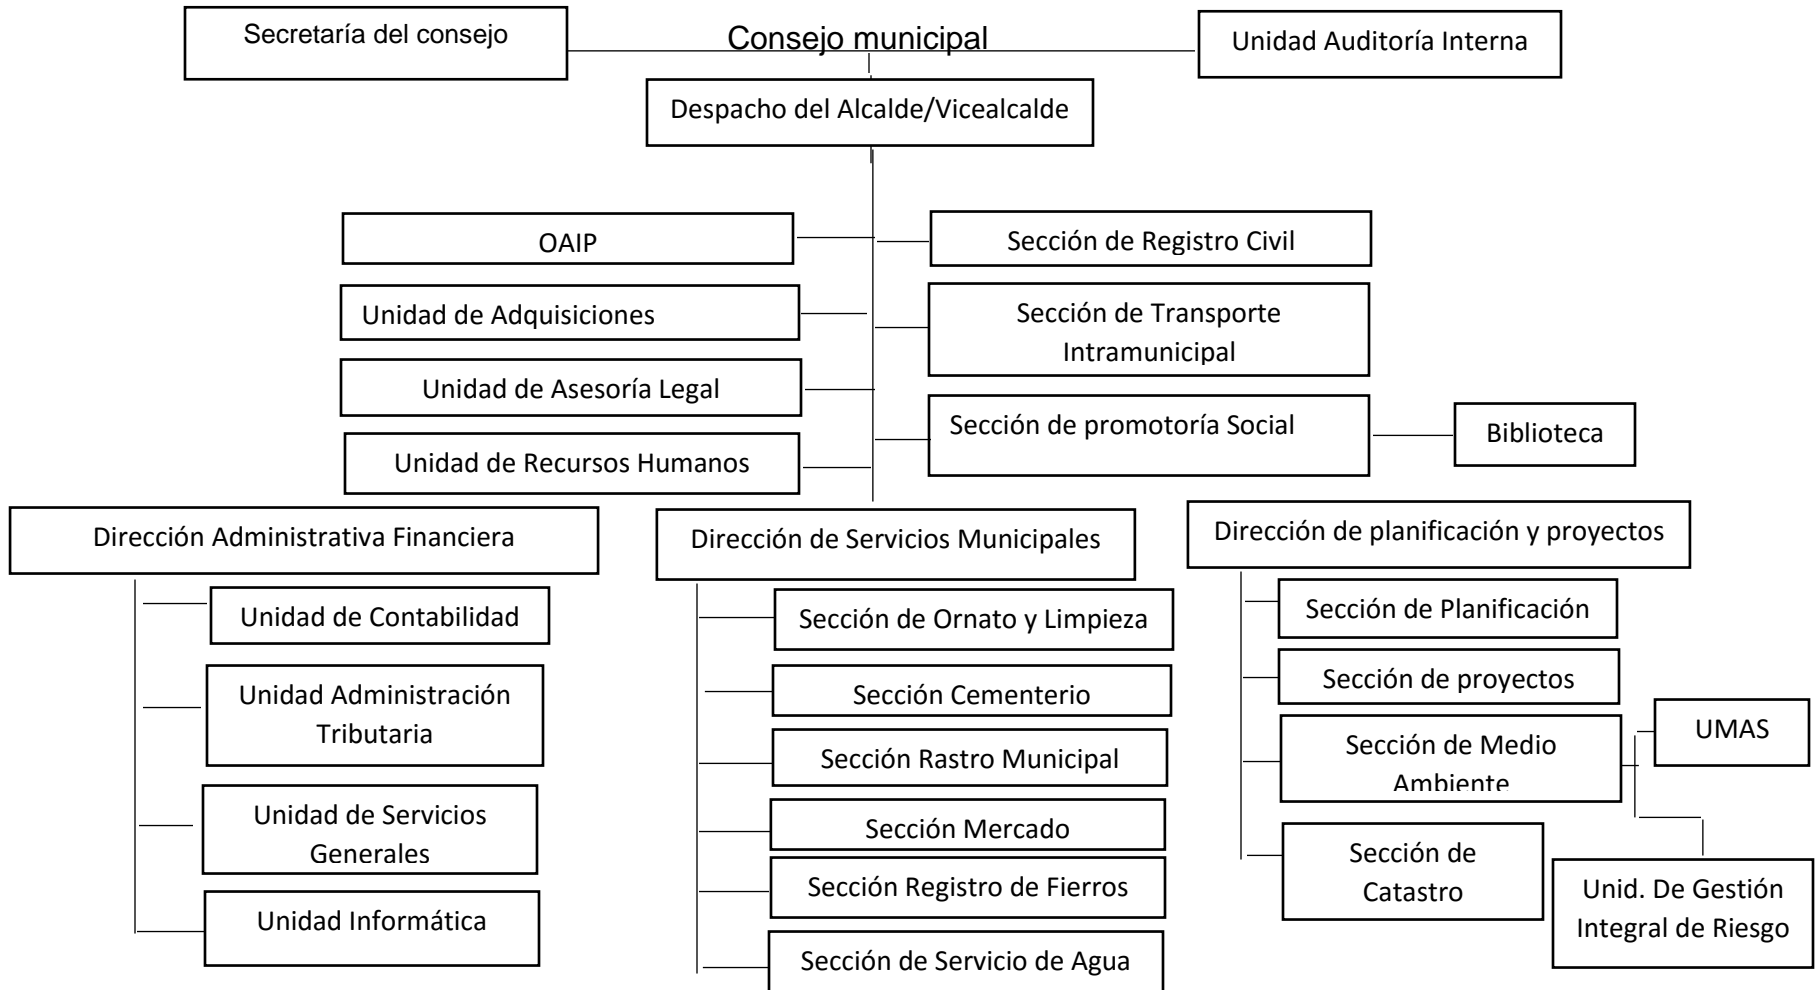 Secretaría del consejo
Consejo municipal
Unidad Auditoría Interna
Despacho del Alcalde/Vicealcalde
OAIP
Sección de Registro Civil
Unidad de Adquisiciones
Sección de Transporte
Intramunicipal
Unidad de Asesoría Legal
Sección de promotoría Social
Biblioteca
Unidad de Recursos Humanos
Dirección Administrativa Financiera
Unidad de Contabilidad
Unidad Administración
Tributaria
Unidad de Servicios
Generales
Unidad Informática
Dirección de Servicios Municipales
Sección de Ornato y Limpieza
Sección Cementerio
Sección Rastro Municipal
Sección Mercado
Sección Registro de Fierros
Sección de Servicio de Agua
Dirección de planificación y proyectos
Sección de Planificación
Sección de proyectos
Sección de Medio
Ambiente
UMAS
Sección de
Catastro
Unid. De Gestión
Integral de Riesgo